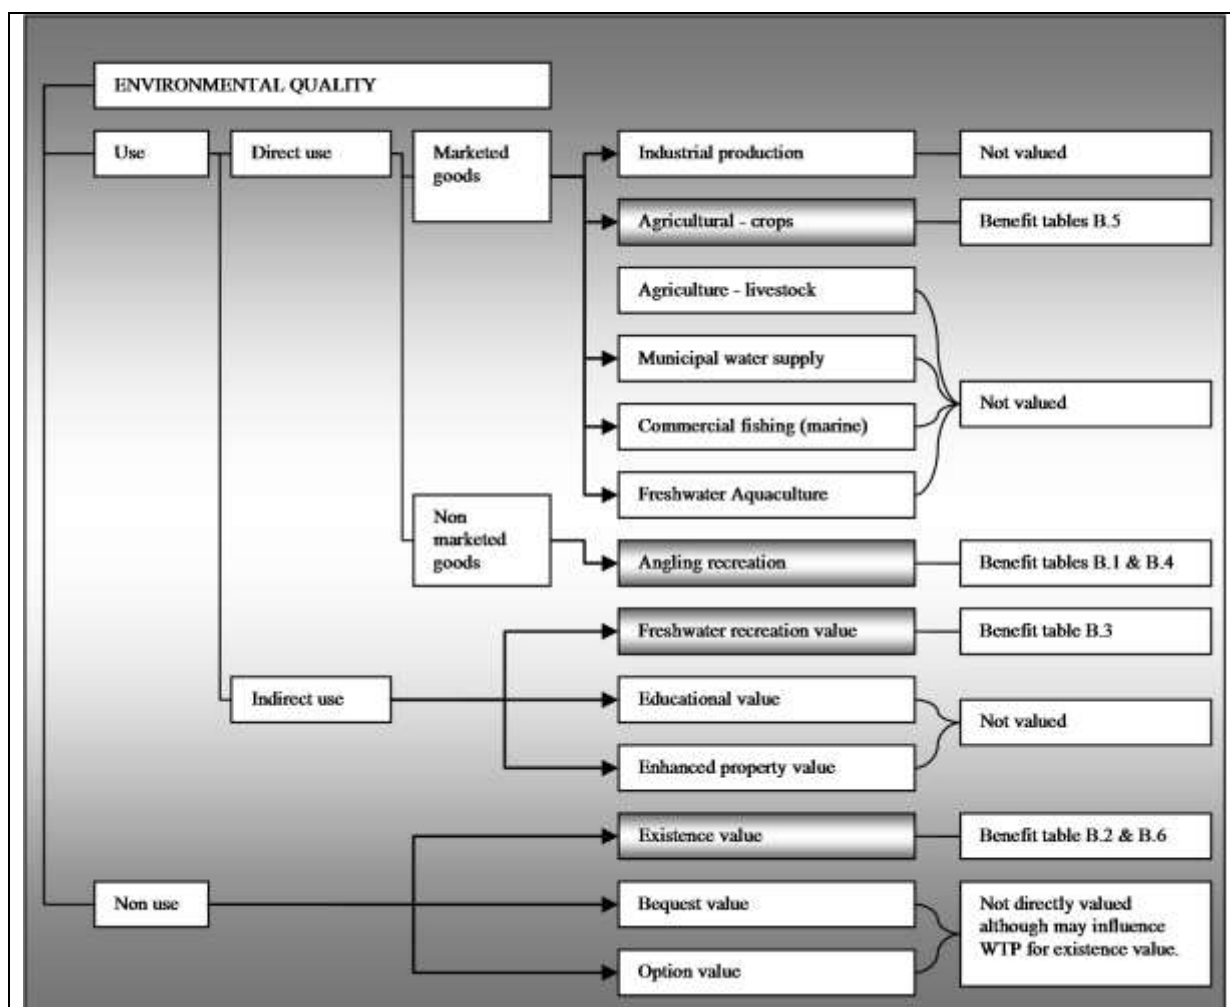 ENVIRONMENTAL QUALITY
Use
Direct use
Marketed
goods
Industrial production
Not valued
Agricultural - crops
Benefit tables B.5
Agriculture - livestock
Municipal water supply
Commercial fishing (marine)
Freshwater Aquaculture
Not valued
Non
marketed
goods
Angling recreation
Benefit tables B.1 & B.4
Indirect use
Freshwater recreation value
Benefit table B.3
Educational value
Enhanced property value
Not valued
Non use
Existence value
Benefit table B.2 & B.6
Bequest value
Option value
Not directly valued
although may influence
WTP for existence value.